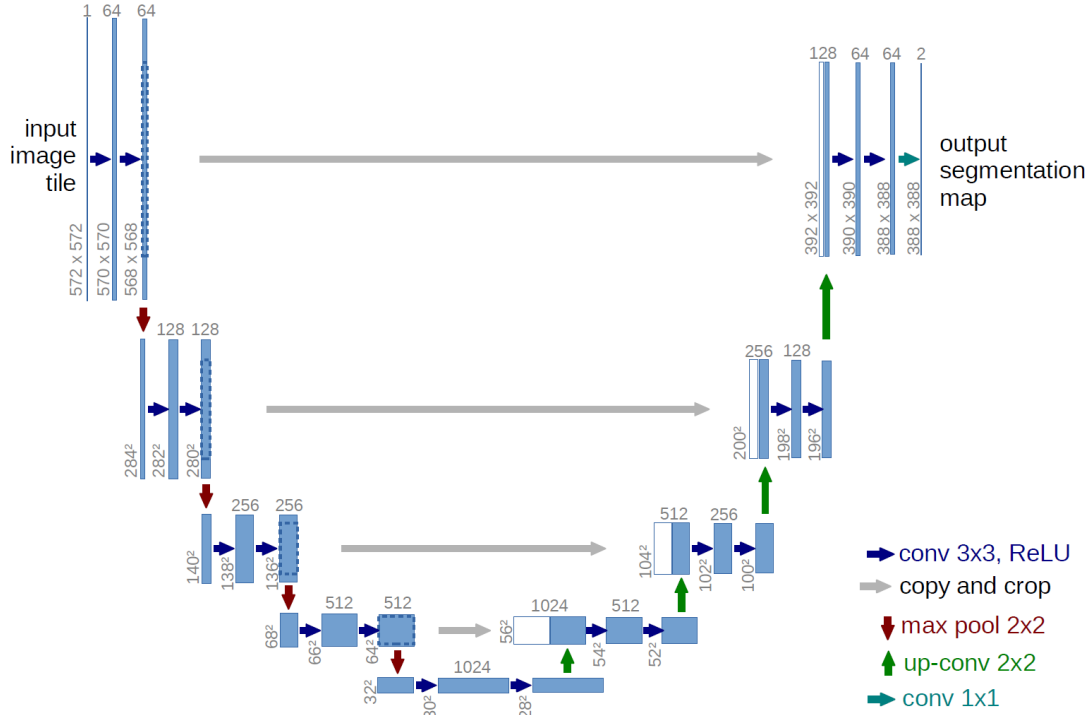 1 64 64
128 64 64 2
input
image
tile
output
segmentation
map
572 x 572
570 x 570
568 x 568
392 x 392
390 x 390
388 x 388
388 x 388
128 128
256 128
284²
282²
280²
200²
198²
196²
256 256
512 256
140²
138²
136²
104²
102²
100²
512 512
1024 512
68²
66²
64²
56²
54²
52²
1024
32²
30²
28²
conv 3x3, ReLU
copy and crop
max pool 2x2
up-conv 2x2
conv 1x1